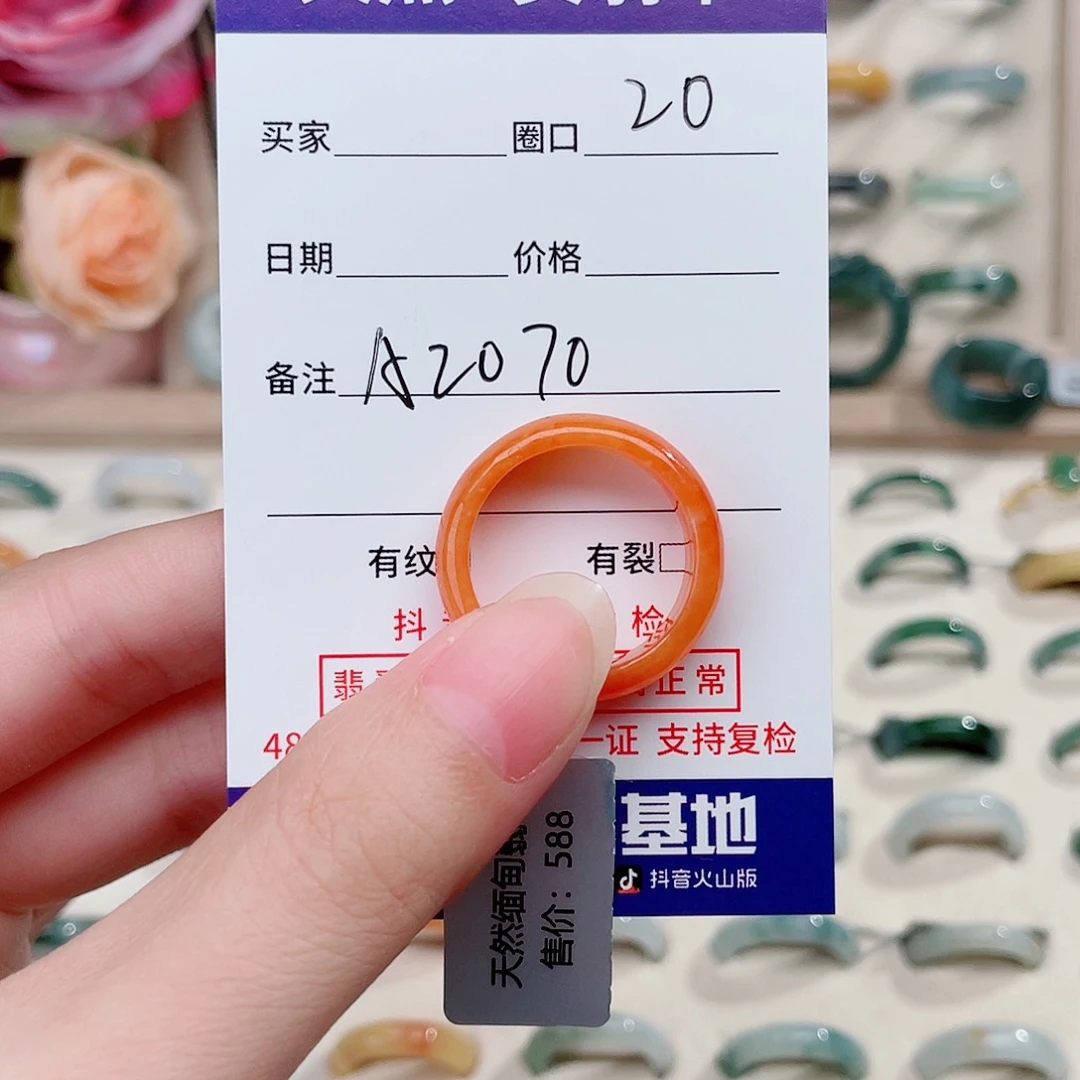 买家 圈口 20
日期 价格
备注 A2070
有纹 有裂
抖 检
翡 正常
48 一证 支持复检
基地
抖音火山版
天然缅甸翡
售价：588